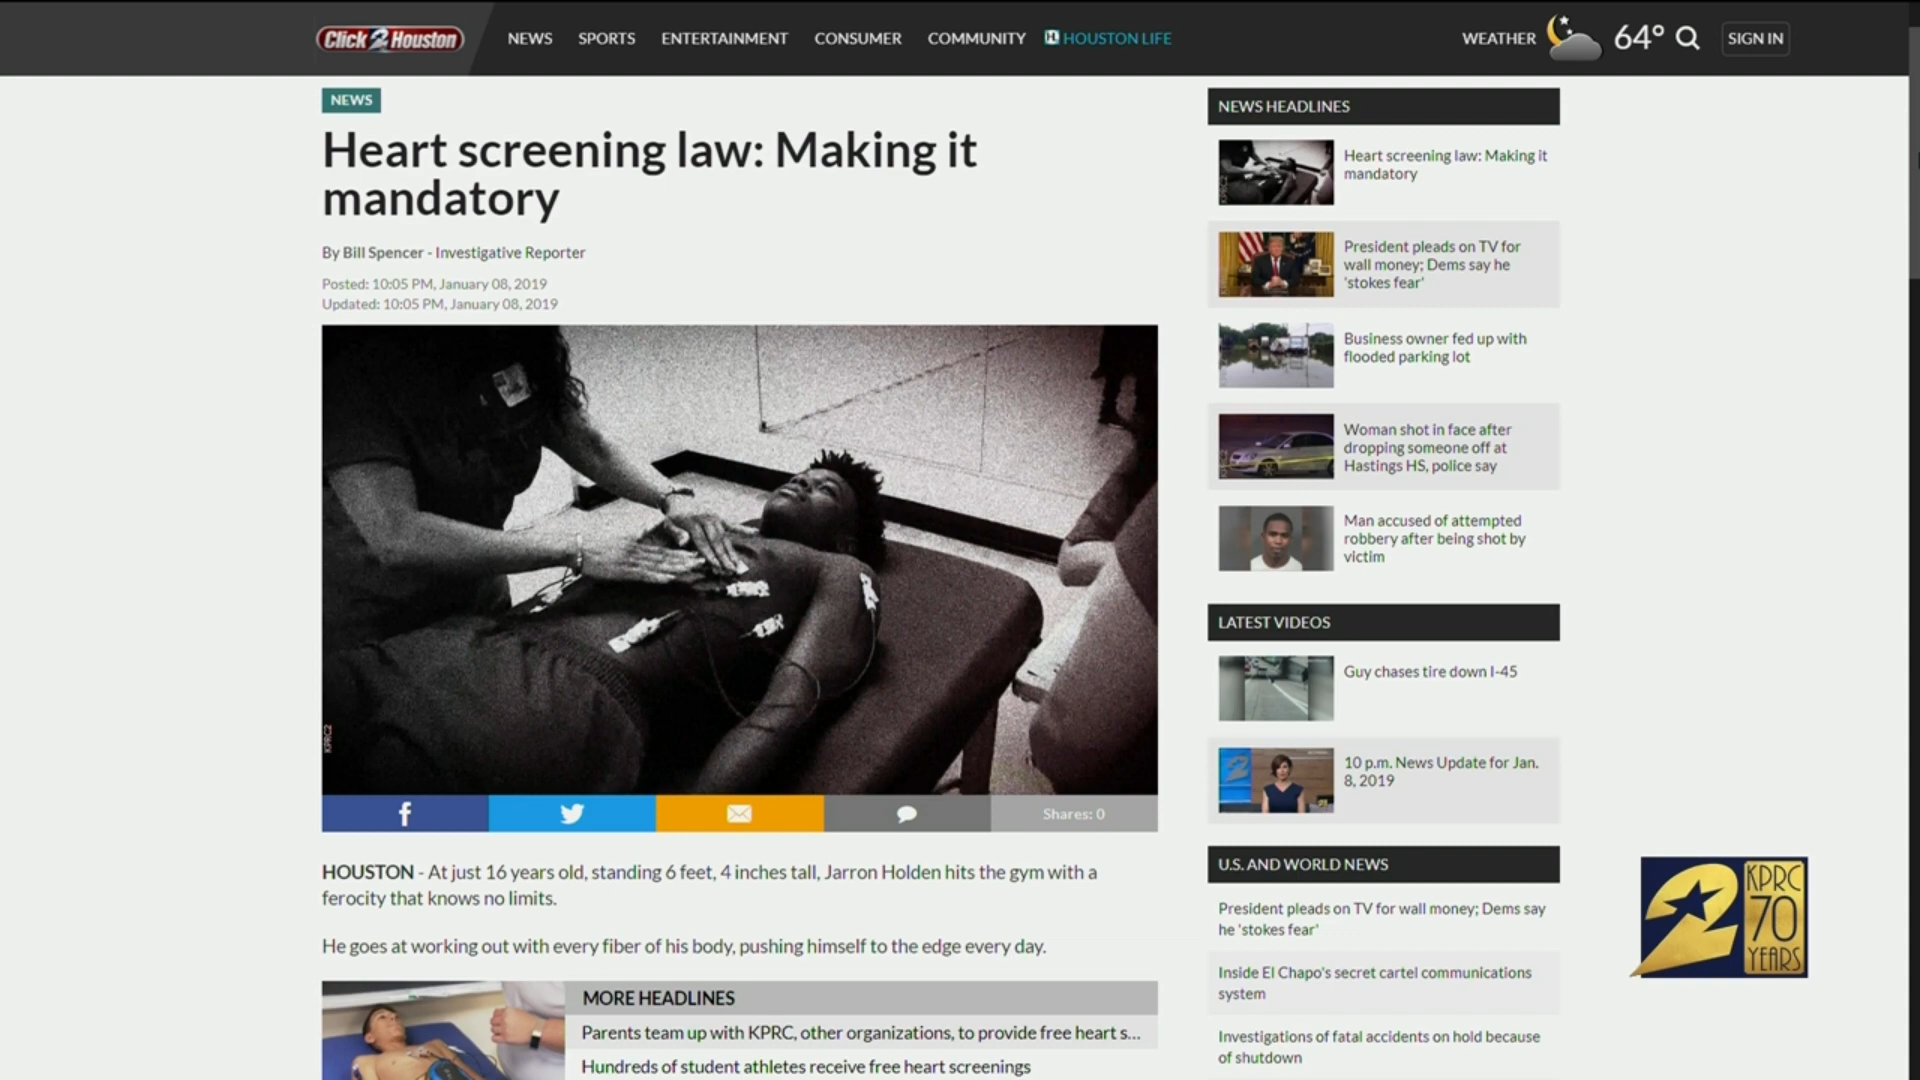 Click 2 Houston
NEWS SPORTS ENTERTAINMENT CONSUMER COMMUNITY HOUSTON LIFE
WEATHER 64° SIGN IN
NEWS
Heart screening law: Making it
mandatory
By Bill Spencer - Investigative Reporter
Posted: 10:05 PM, January 08, 2019
Updated: 10:05 PM, January 08, 2019
KPRC2
Shares: 0
HOUSTON - At just 16 years old, standing 6 feet, 4 inches tall, Jarron Holden hits the gym with a
ferocity that knows no limits.
He goes at working out with every fiber of his body, pushing himself to the edge every day.
MORE HEADLINES
Parents team up with KPRC, other organizations, to provide free heart s...
Hundreds of student athletes receive free heart screenings
NEWS HEADLINES
Heart screening law: Making it
mandatory
President pleads on TV for
wall money; Dems say he
'stokes fear'
Business owner fed up with
flooded parking lot
Woman shot in face after
dropping someone off at
Hastings HS, police say
Man accused of attempted
robbery after being shot by
victim
LATEST VIDEOS
Guy chases tire down I-45
10 p.m. News Update for Jan.
8, 2019
U.S. AND WORLD NEWS
President pleads on TV for wall money; Dems say
he 'stokes fear'
Inside El Chapo's secret cartel communications
system
Investigations of fatal accidents on hold because
of shutdown
2
KPRC
70
YEARS